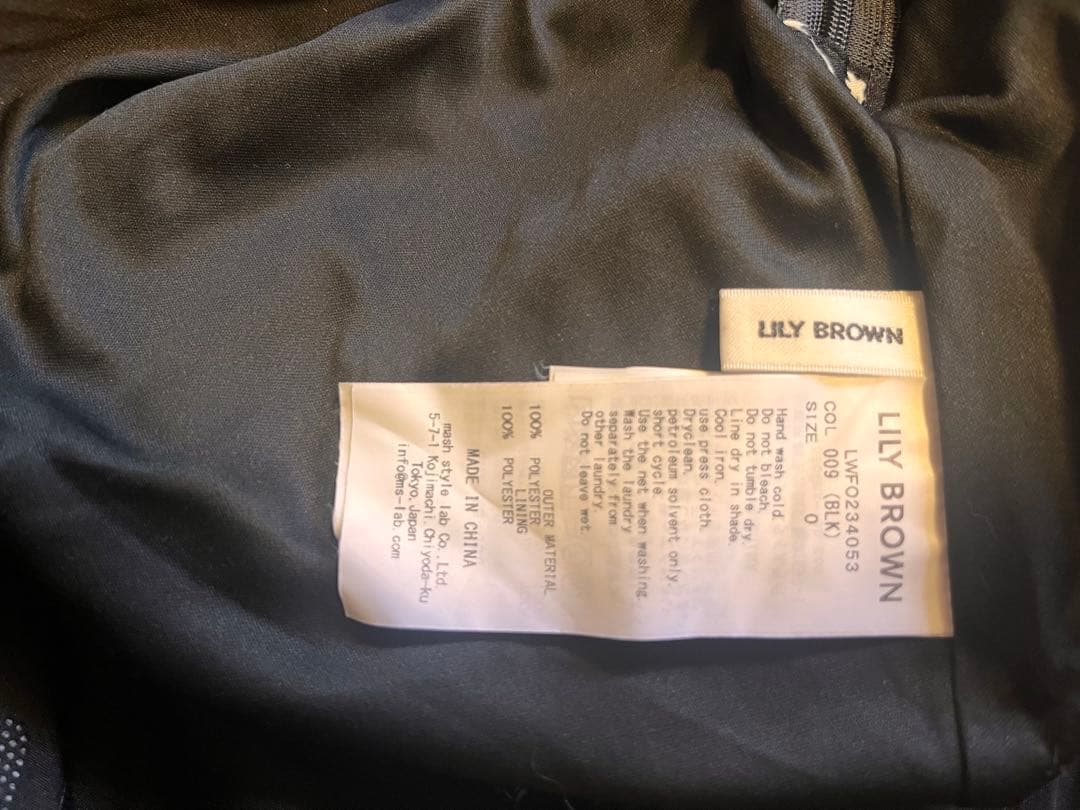 LILY BROWN
LILY BROWN
LWFO234053
COL 009 (BLK)
SIZE 0
Hand wash cold.
Do not bleach.
Do not tumble dry.
Line dry in shade.
Cool iron.
use press cloth.
Dryclean.
petroleum solvent only.
short cycle.
Use the net when washing.
Wash the laundry
separately from
other laundry.
Do not leave wet.
OUTER MATERIAL
100% POLYESTER
LINING
100% POLYESTER
MADE IN CHINA
mash style lab Co.,Ltd.
5-7-1 Kojimachi, Chiyoda-ku
Tokyo, Japan
info@ms-lab.com